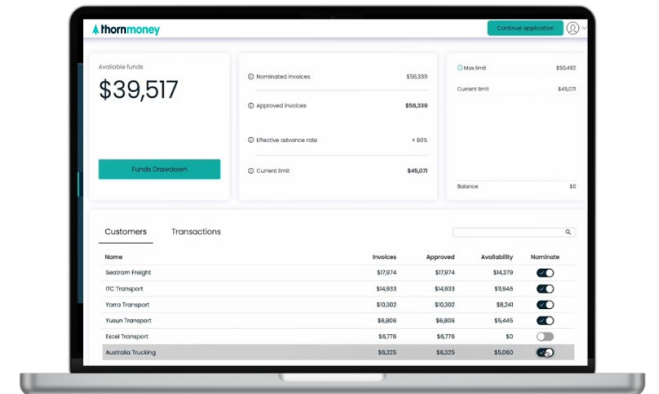 thornmoney
Continue application
Available funds
$39,517
Funds Drawdown
Nominated invoices $56,339
Approved invoices $56,339
Effective advance rate × 80%
Current limit $45,071
Max limit $50,492
Current limit $45,071
Balance $0
Customers Transactions
Name Invoices Approved Availability Nominate
Seatram Freight $17,974 $17,974 $14,379
ITC Transport $14,933 $14,933 $11,946
Yarra Transport $10,302 $10,302 $8,241
Yusun Transport $6,806 $6,806 $5,445
Excel Transport $6,776 $6,776 $0
Australia Trucking $6,325 $6,325 $5,060